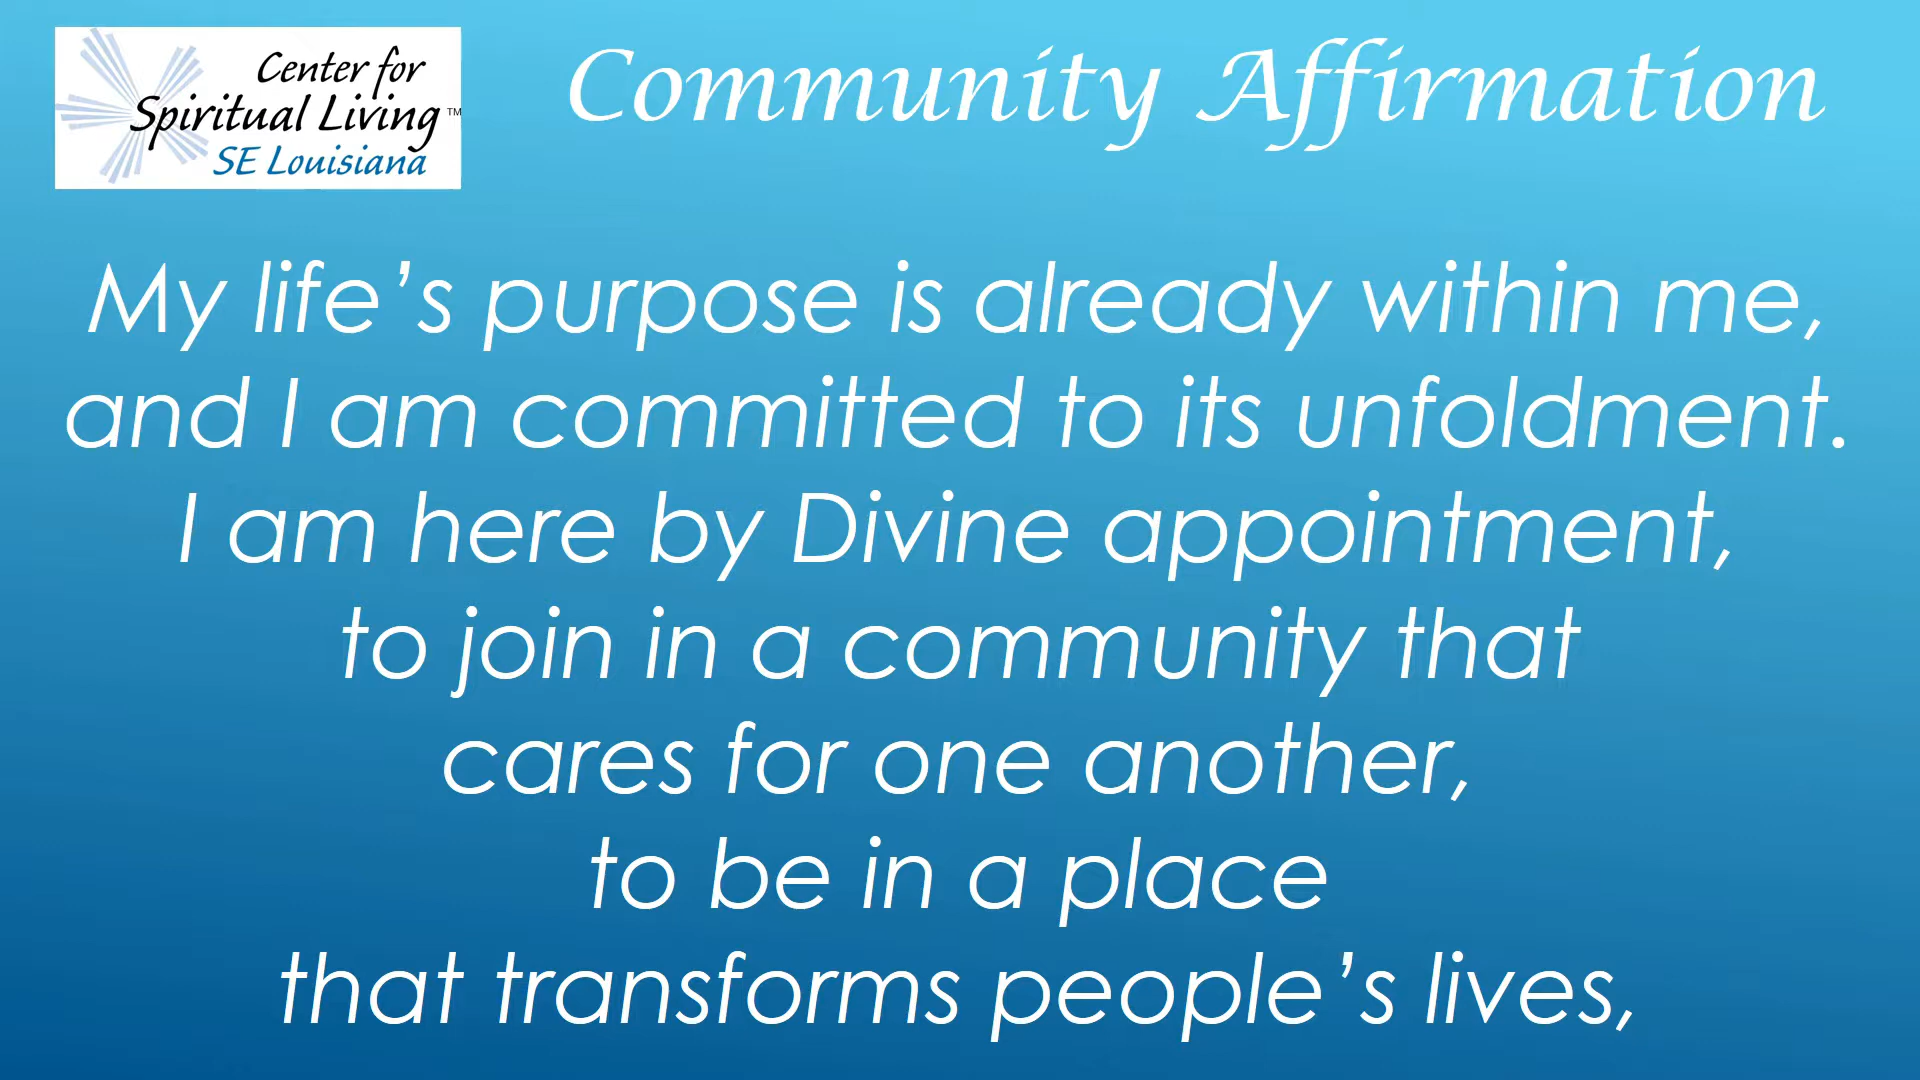 Center for
Spiritual Living™
SE Louisiana
Community Affirmation
My life’s purpose is already within me,
and I am committed to its unfoldment.
I am here by Divine appointment,
to join in a community that
cares for one another,
to be in a place
that transforms people’s lives,